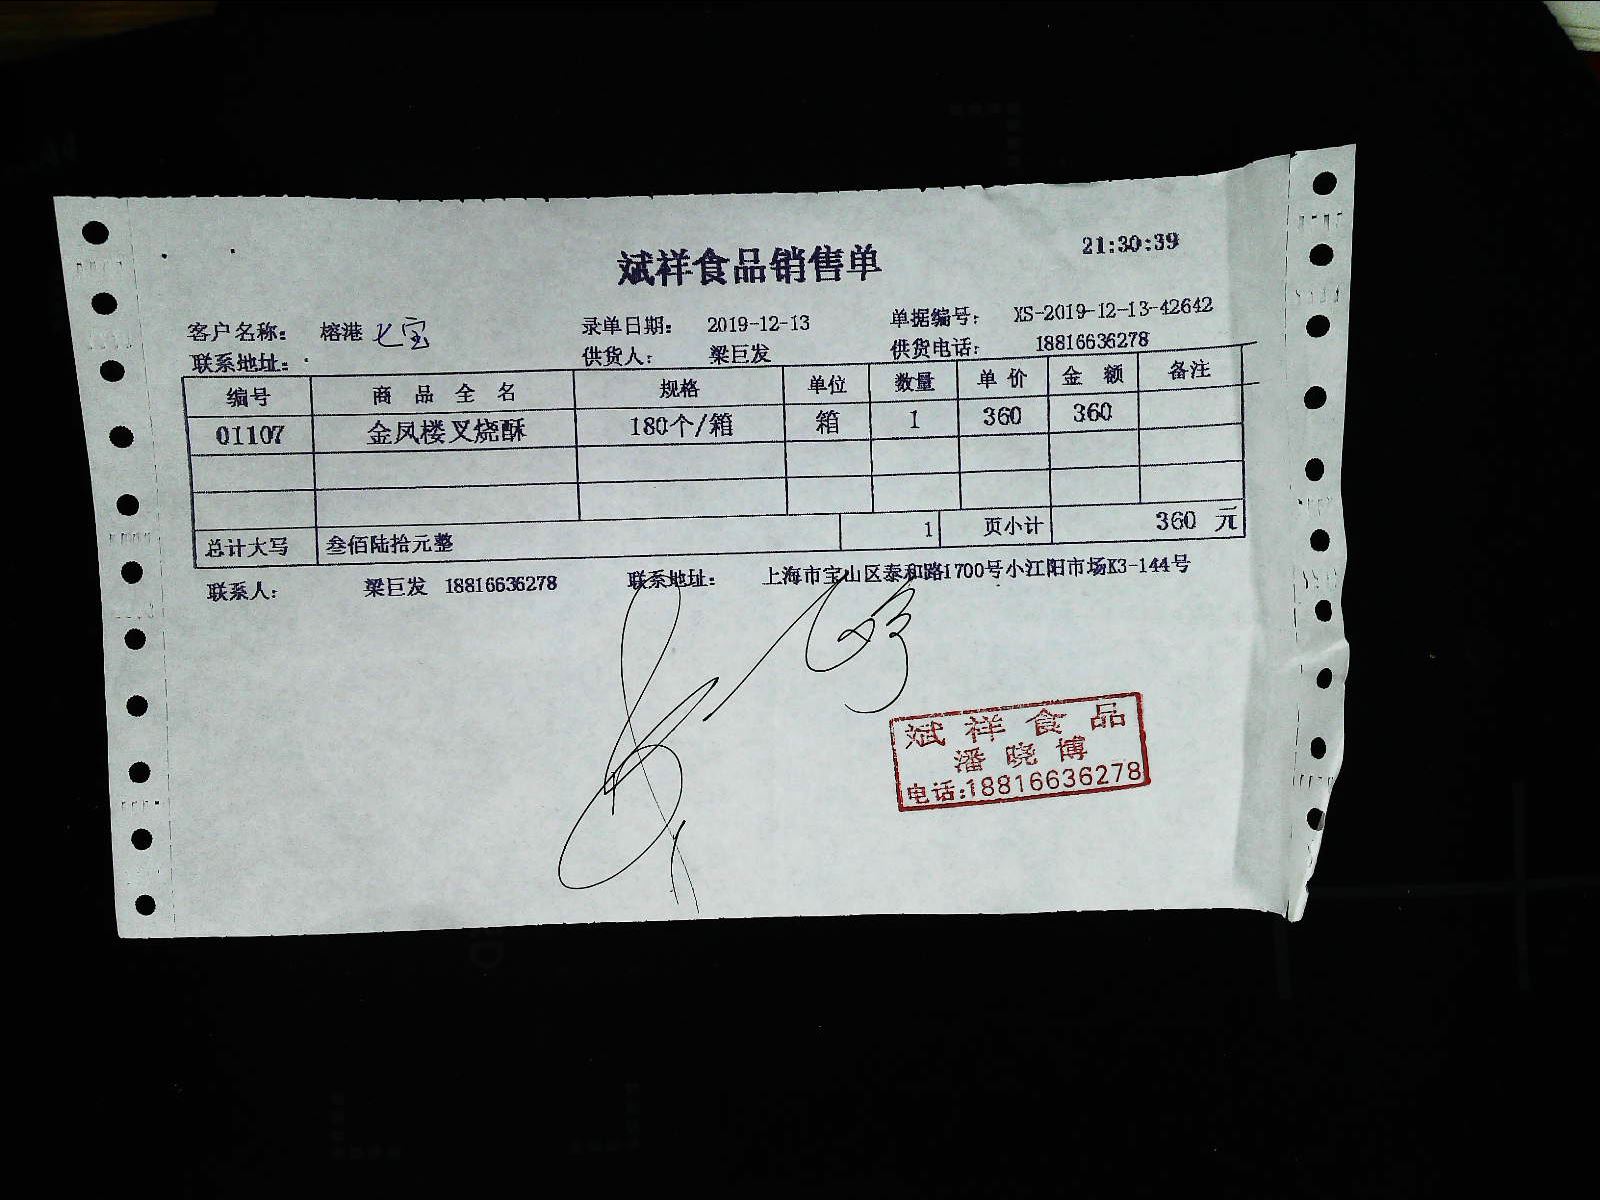 21:30:39
斌祥食品销售单
客户名称： 榕港 七宝 录单日期： 2019-12-13 单据编号： XS-2019-12-13-42642
联系地址： 供货人： 梁巨发 供货电话： 18816636278
编号 商 品 全 名 规格 单位 数量 单 价 金 额 备注
01107 金凤楼叉烧酥 180个/箱 箱 1 360 360
总计大写 叁佰陆拾元整 1 页小计 360 元
联系人： 梁巨发 18816636278 联系地址： 上海市宝山区泰和路1700号小江阳市场K3-144号
斌祥食品
潘晓博
电话:18816636278